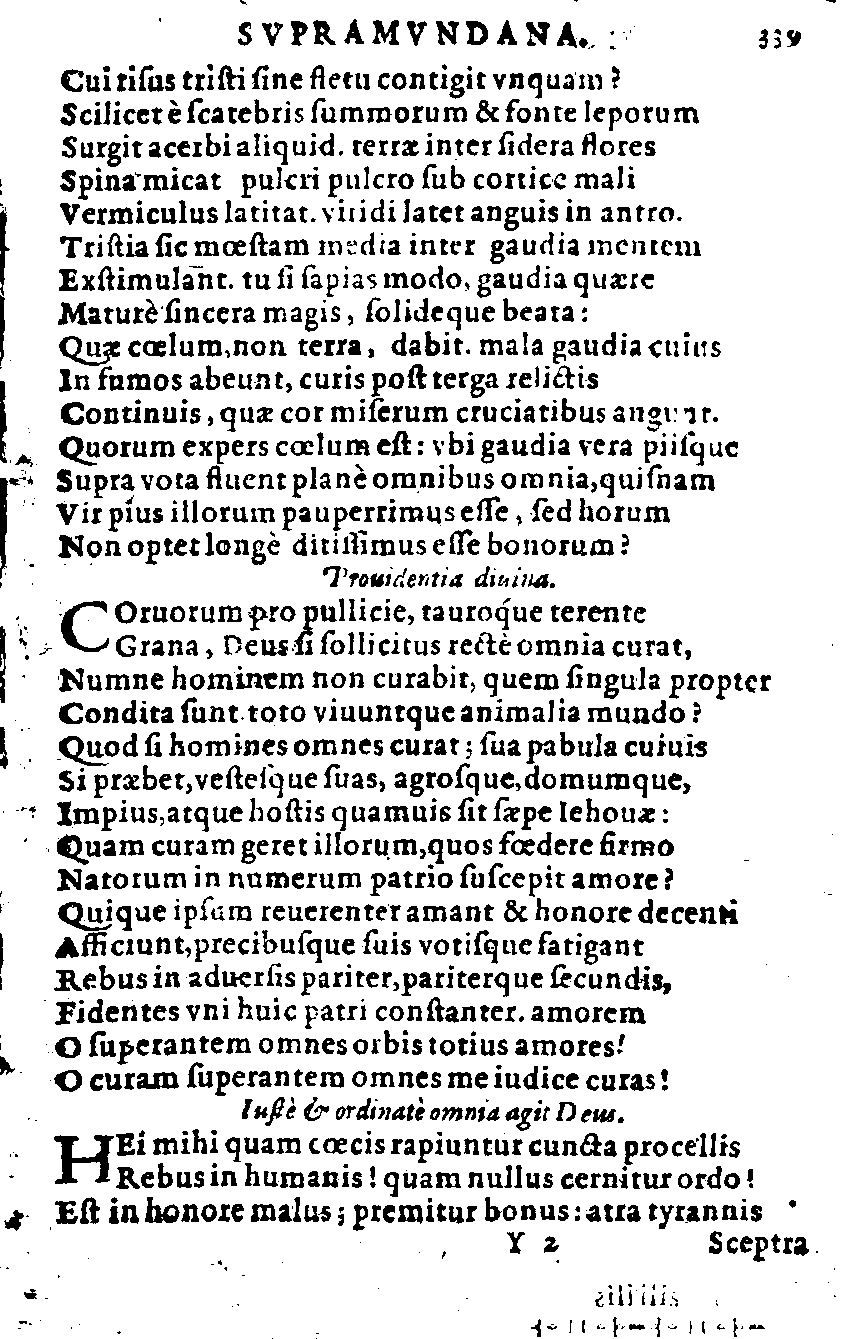 SVPRAMVNDANA. 339
Cui risus tristi sine fletu contigit vnquam?
Scilicet è scatebris summorum & fonte leporum
Surgit acerbi aliquid. terræ inter sidera flores
Spina micat pulcri pulcro sub cortice mali
Vermiculus latitat. viridi latet anguis in antro.
Tristia sic mœstam media inter gaudia mentem
Exstimulant. tu si sapias modo, gaudia quære
Maturè sincera magis, solideque beata:
Quæ cœlum, non terra, dabit. mala gaudia cuius
In fumos abeunt, curis post terga relictis
Continuis, quæ cor miserum cruciatibus angunt.
Quorum expers cœlum est: vbi gaudia vera piisque
Supra vota fluent planè omnibus omnia, quisnam
Vir pius illorum pauperrimus esse, sed horum
Non optet longè ditissimus esse bonorum?
Prouidentia diuina.
COruorum pro pullicie, tauroque terente
Grana, Deus si sollicitus rectè omnia curat,
Numne hominem non curabit, quem singula propter
Condita sunt toto viuuntque animalia mundo?
Quod si homines omnes curat; sua pabula cuiuis
Si præbet, vestesque suas, agrosque, domumque,
Impius, atque hostis quamuis sit sæpe Iehouæ:
Quam curam geret illorum, quos fœdere firmo
Natorum in numerum patrio suscepit amore?
Quique ipsum reuerenter amant & honore decenti
Afficiunt, precibusque suis votisque fatigant
Rebus in aduersis pariter, pariterque secundis,
Fidentes vni huic patri constanter. amorem
O superantem omnes orbis totius amores!
O curam superantem omnes me iudice curas!
Iustè & ordinatè omnia agit Deus.
HEi mihi quam cœcis rapiuntur cuncta procellis
Rebus in humanis! quam nullus cernitur ordo!
Est in honore malus; premitur bonus: atra tyrannis
Y 2 Sceptra